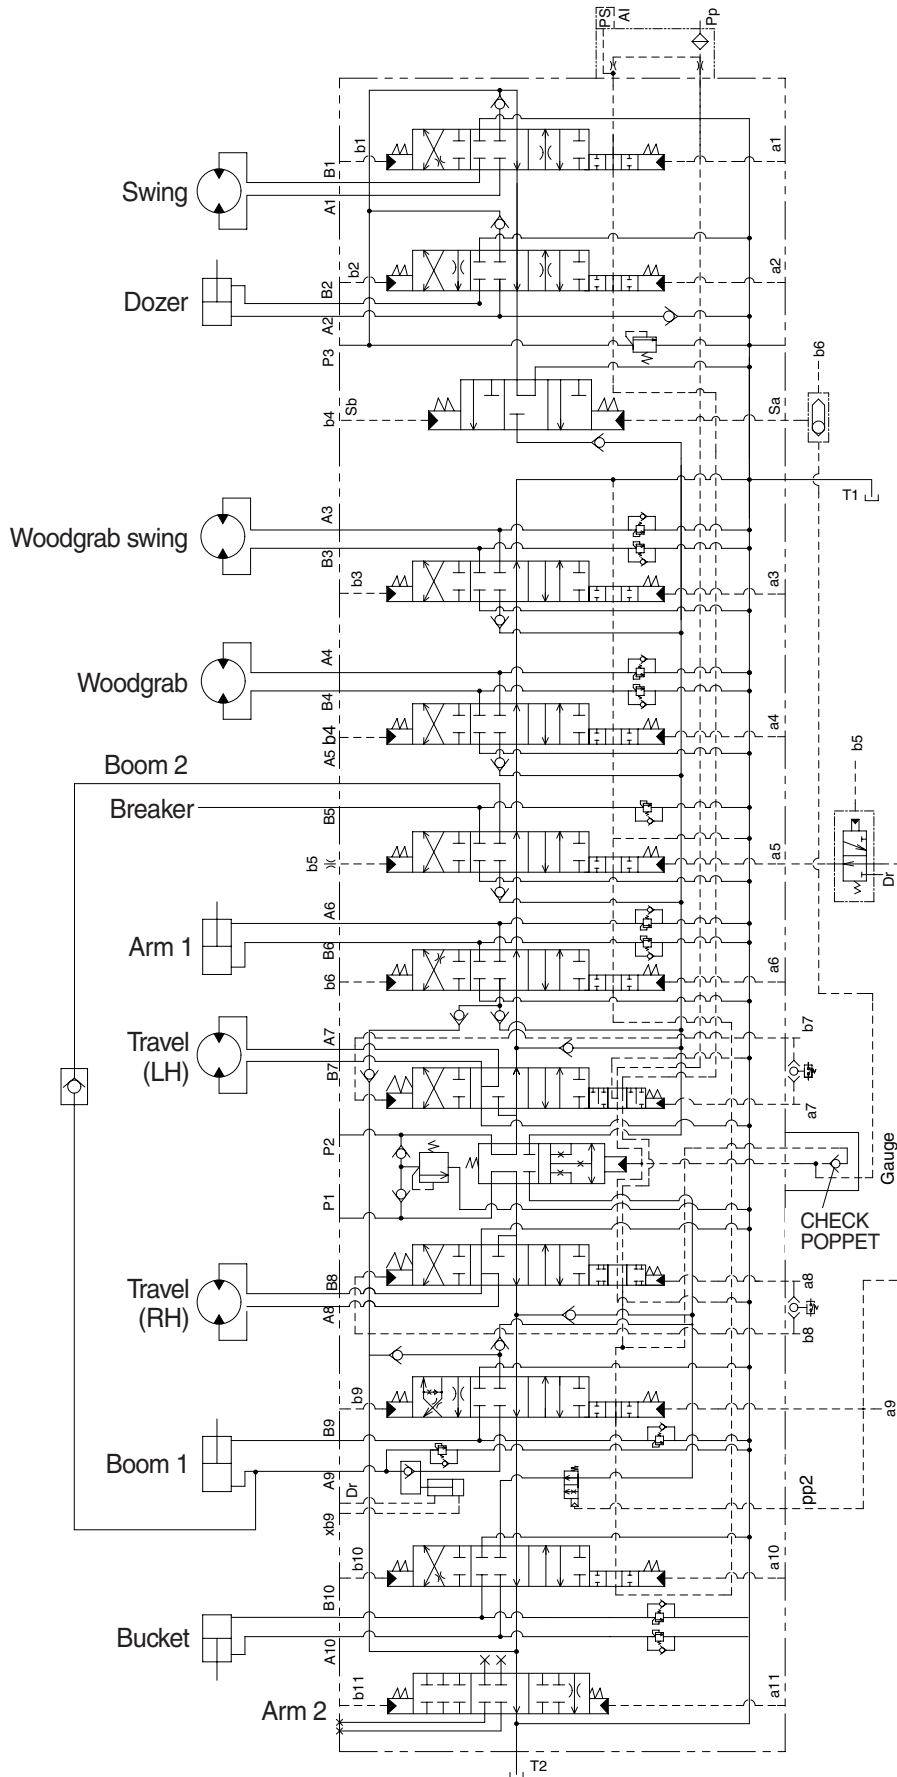 PS
AI
Pp
b1
a1
B1
Swing
A1
b2
a2
B2
Dozer
A2
P3
b6
b4
Sb
Sa
T1
A3
Woodgrab swing
B3
b3
a3
A4
Woodgrab
B4
b4
a4
A5
b5
Boom 2
Breaker
B5
b5
a5
Dr
A6
Arm 1
B6
b6
a6
A7
b7
Travel
(LH)
B7
a7
P2
Gauge
P1
CHECK
POPPET
B8
a8
Travel
(RH)
A8
b8
b9
a9
B9
Boom 1
A9
Dr
pp2
xb9
b10
a10
B10
Bucket
A10
b11
a11
Arm 2
T2